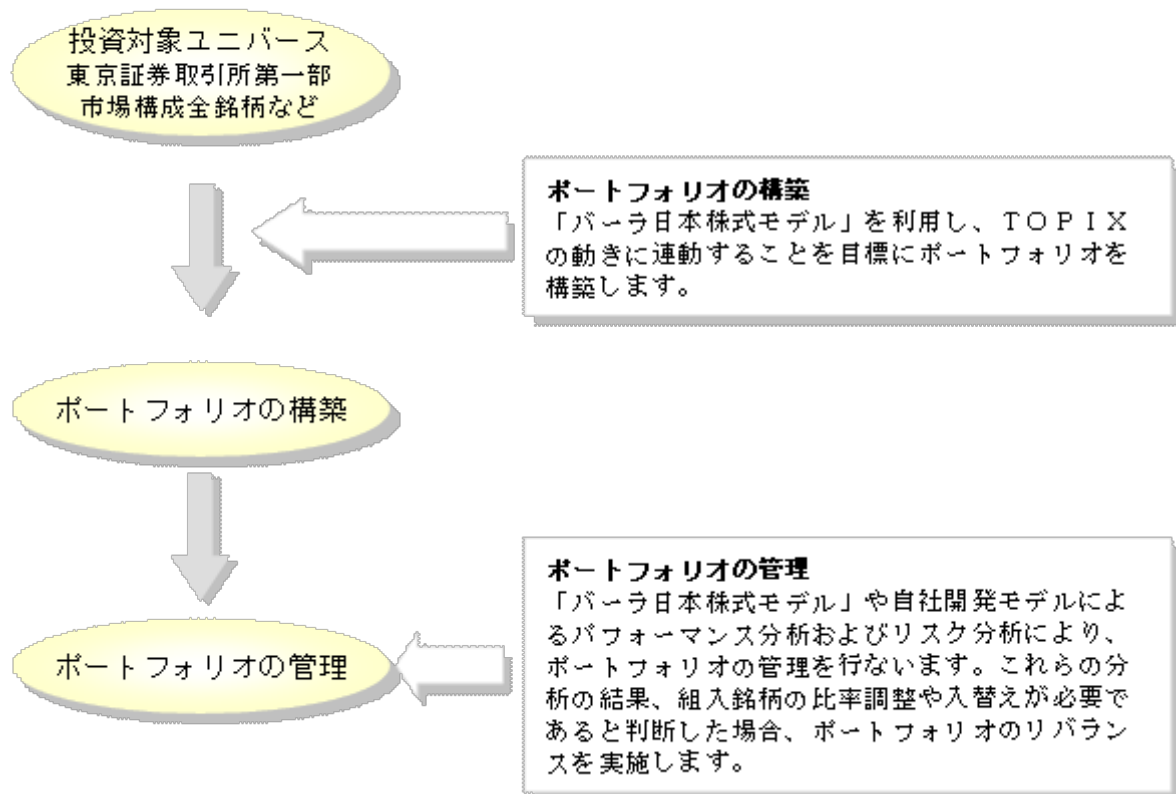 投資対象ユニバース
東京証券取引所第一部
市場構成全銘柄など
ポートフォリオの構築
「バーラ日本株式モデル」を利用し、ＴＯＰＩＸ
の動きに連動することを目標にポートフォリオを
構築します。
ポートフォリオの構築
ポートフォリオの管理
「バーラ日本株式モデル」や自社開発モデルによ
るパフォーマンス分析およびリスク分析により、
ポートフォリオの管理を行ないます。これらの分
析の結果、組入銘柄の比率調整や入替えが必要で
あると判断した場合、ポートフォリオのリバラン
スを実施します。
ポートフォリオの管理